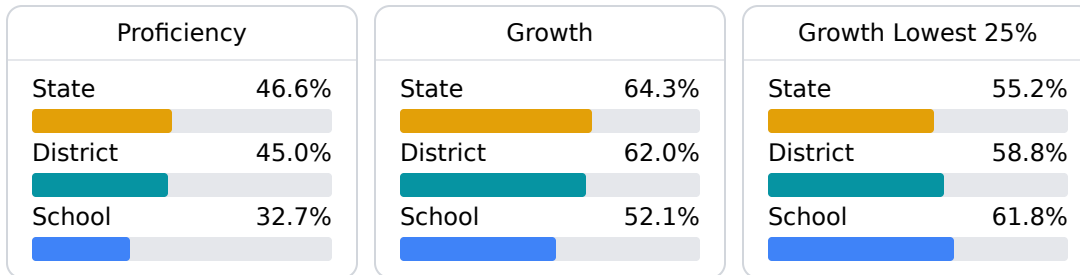 Proficiency
State 46.6%
District 45.0%
School 32.7%
Growth
State 64.3%
District 62.0%
School 52.1%
Growth Lowest 25%
State 55.2%
District 58.8%
School 61.8%